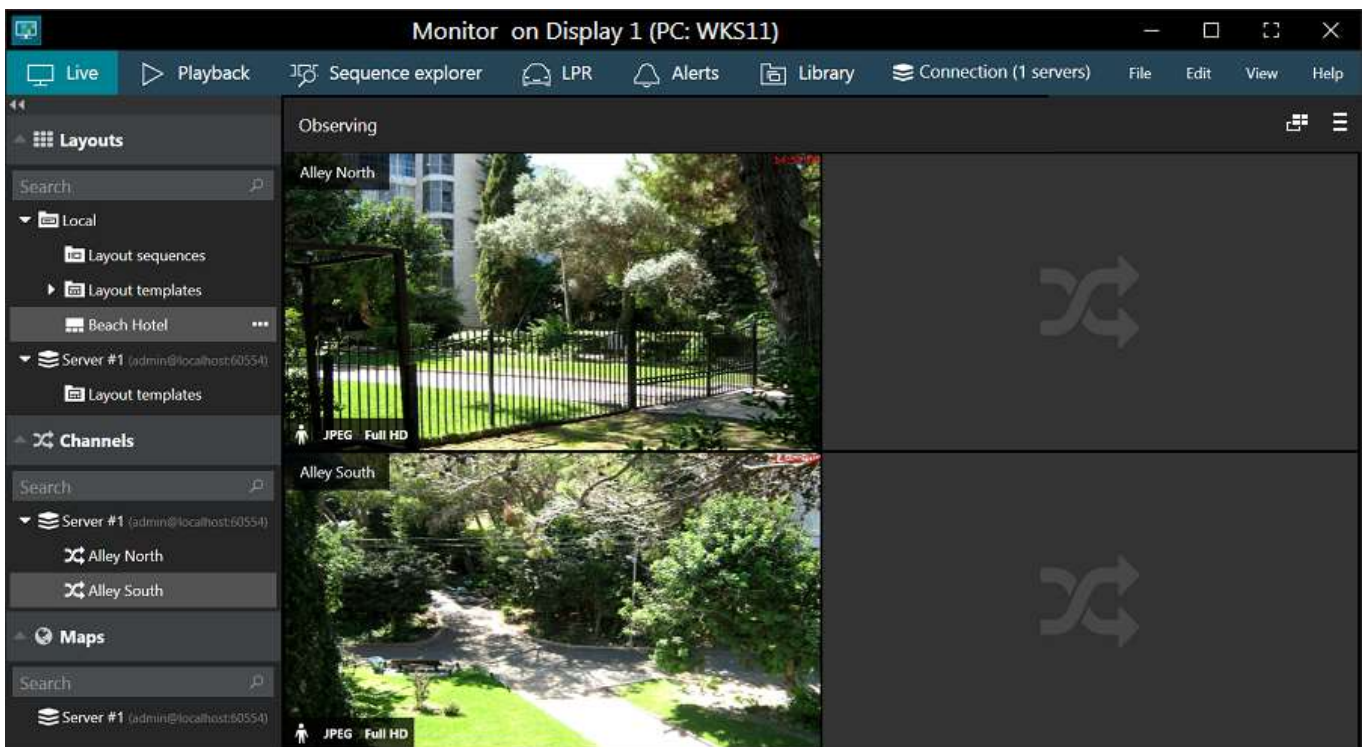 Monitor on Display 1 (PC: WKS11)
Live Playback Sequence explorer LPR Alerts Library Connection (1 servers) File Edit View Help
Layouts
Search
Local
Layout sequences
Layout templates
Beach Hotel
Server #1 (admin@localhost:60554)
Layout templates
Channels
Search
Server #1 (admin@localhost:60554)
Alley North
Alley South
Maps
Search
Server #1 (admin@localhost:60554)
Observing
Alley North
JPEG Full HD
Alley South
JPEG Full HD